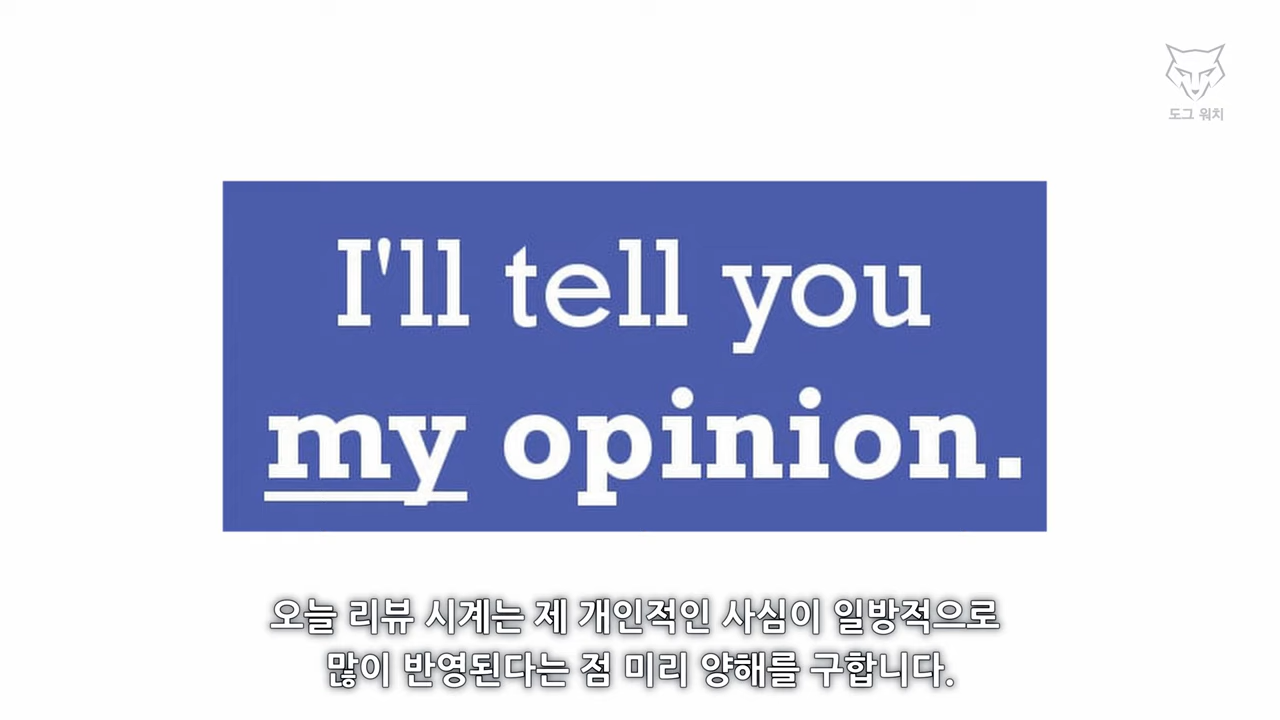 도그 워치
I'll tell you
my opinion.
오늘 리뷰 시계는 제 개인적인 사심이 일방적으로
많이 반영된다는 점 미리 양해를 구합니다.